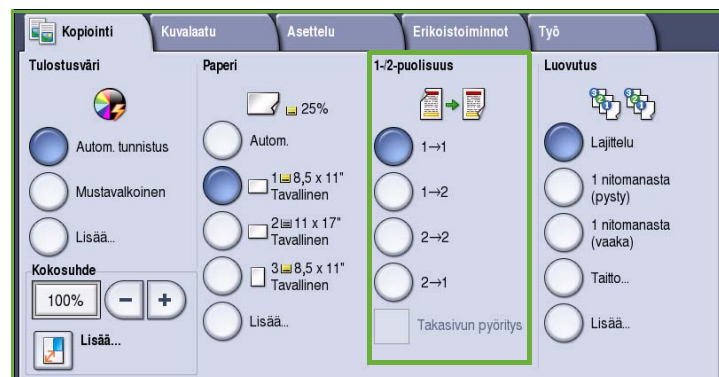 Kopiointi
Kuvalaatu
Asettelu
Erikoistoiminnot
Työ
Tulostusväri
Autom. tunnistus
Mustavalkoinen
Lisää...
Kokosuhde
100%
Lisää...
Paperi
25%
Autom.
1 8,5 x 11"
Tavallinen
2 11 x 17"
Tavallinen
3 8,5 x 11"
Tavallinen
Lisää...
1-/2-puolisuus
1→1
1→2
2→2
2→1
Takasivun pyöritys
Luovutus
Lajittelu
1 nitomanasta
(pysty)
1 nitomanasta
(vaaka)
Taitto...
Lisää...